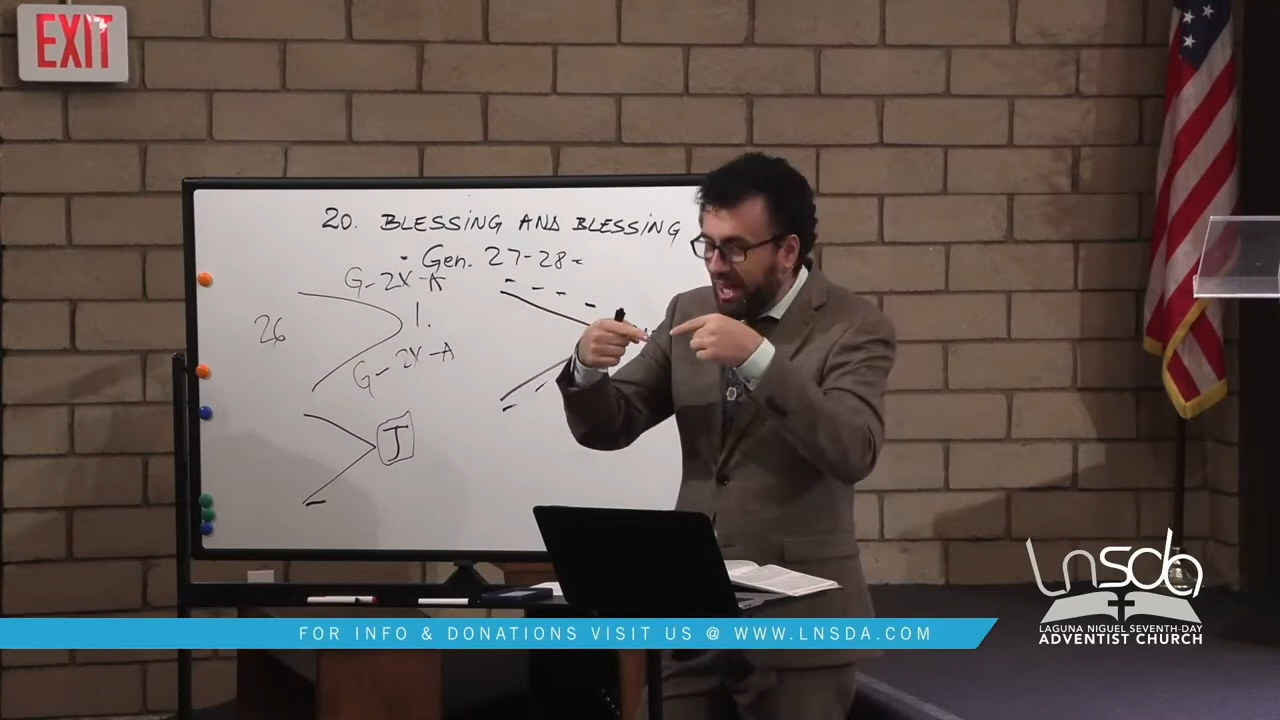 EXIT
20. BLESSING AND BLESSING
• Gen. 27-28
G-2X-A
26
1.
G-2X-A
J
Lnsda
LAGUNA NIGUEL SEVENTH-DAY
ADVENTIST CHURCH
FOR INFO & DONATIONS VISIT US @ WWW.LNSDA.COM